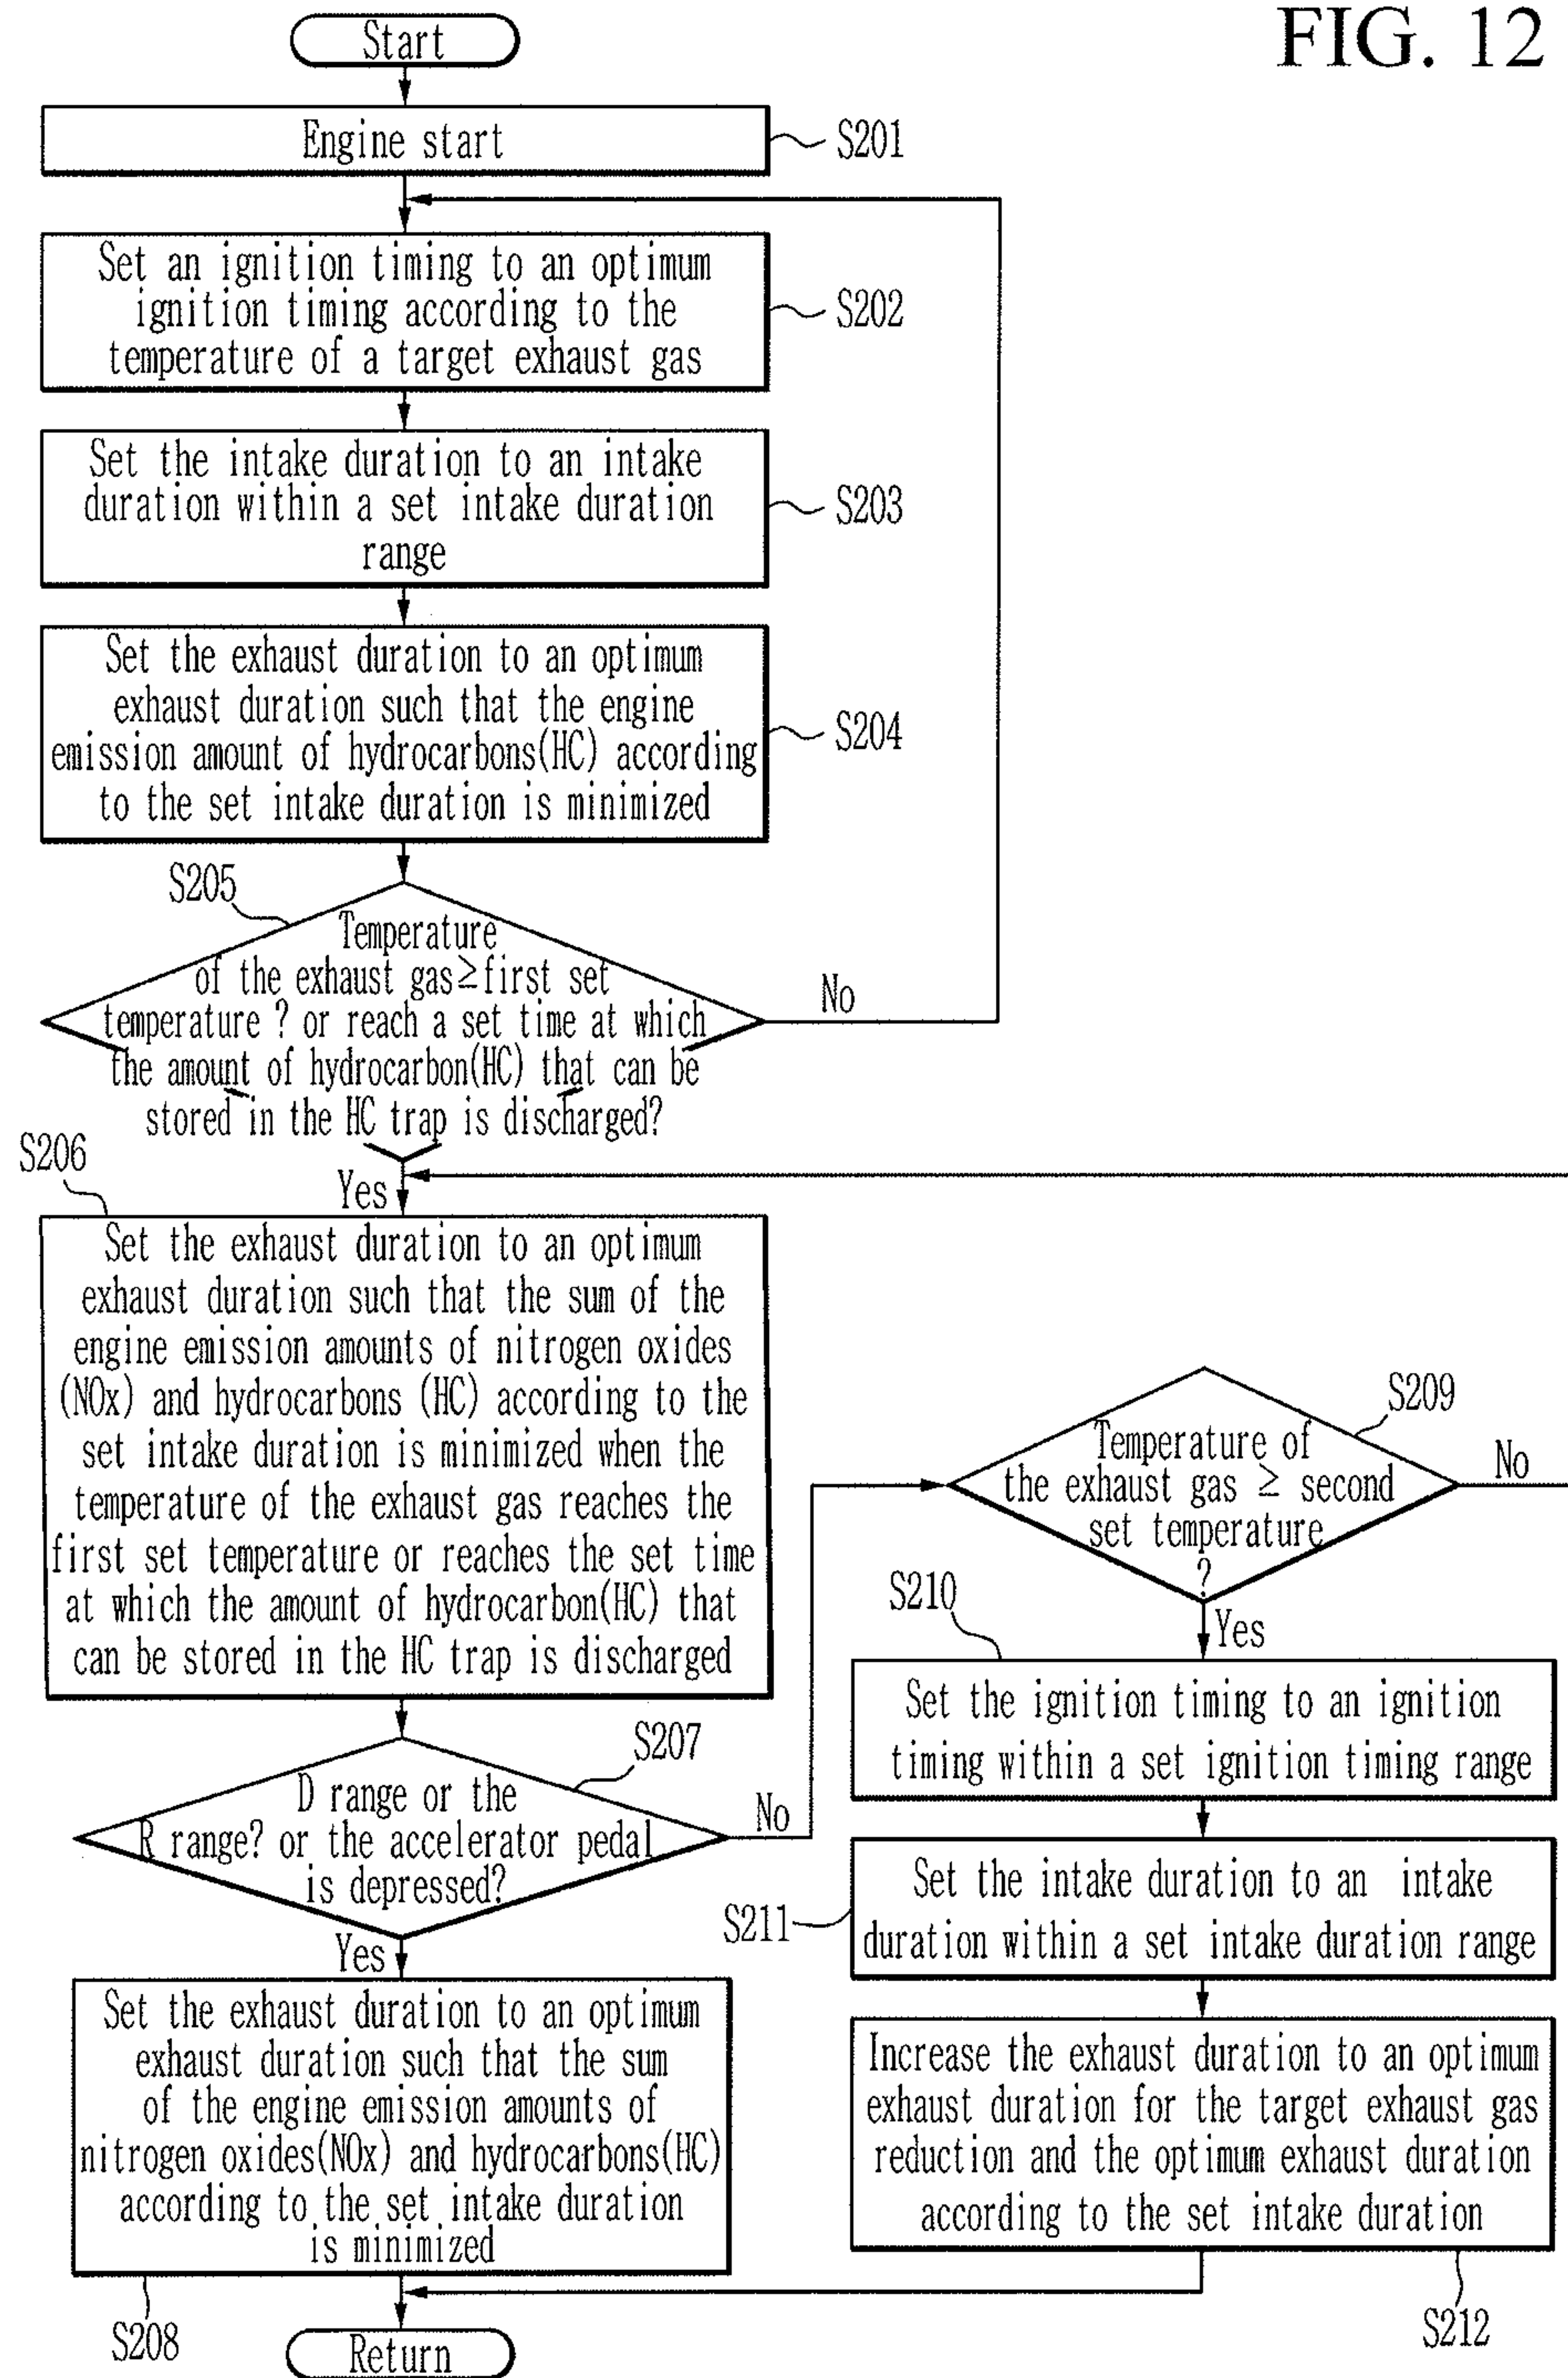 FIG. 12
Start
Engine start
S201
Set an ignition timing to an optimum
ignition timing according to the
temperature of a target exhaust gas
S202
Set the intake duration to an intake
duration within a set intake duration
range
S203
Set the exhaust duration to an optimum
exhaust duration such that the engine
emission amount of hydrocarbons(HC) according
to the set intake duration is minimized
S204
S205
Temperature
of the exhaust gas≥first set
temperature ? or reach a set time at which
the amount of hydrocarbon(HC) that can be
stored in the HC trap is discharged?
No
Yes
S206
Set the exhaust duration to an optimum
exhaust duration such that the sum of the
engine emission amounts of nitrogen oxides
(NOx) and hydrocarbons (HC) according to the
set intake duration is minimized when the
temperature of the exhaust gas reaches the
first set temperature or reaches the set time
at which the amount of hydrocarbon(HC) that
can be stored in the HC trap is discharged
S207
D range or the
R range? or the accelerator pedal
is depressed?
No
Yes
Set the exhaust duration to an optimum
exhaust duration such that the sum
of the engine emission amounts of
nitrogen oxides(NOx) and hydrocarbons(HC)
according to the set intake duration
is minimized
S208
Return
S209
Temperature of
the exhaust gas ≥ second
set temperature
?
No
Yes
S210
Set the ignition timing to an ignition
timing within a set ignition timing range
S211
Set the intake duration to an intake
duration within a set intake duration range
Increase the exhaust duration to an optimum
exhaust duration for the target exhaust gas
reduction and the optimum exhaust duration
according to the set intake duration
S212